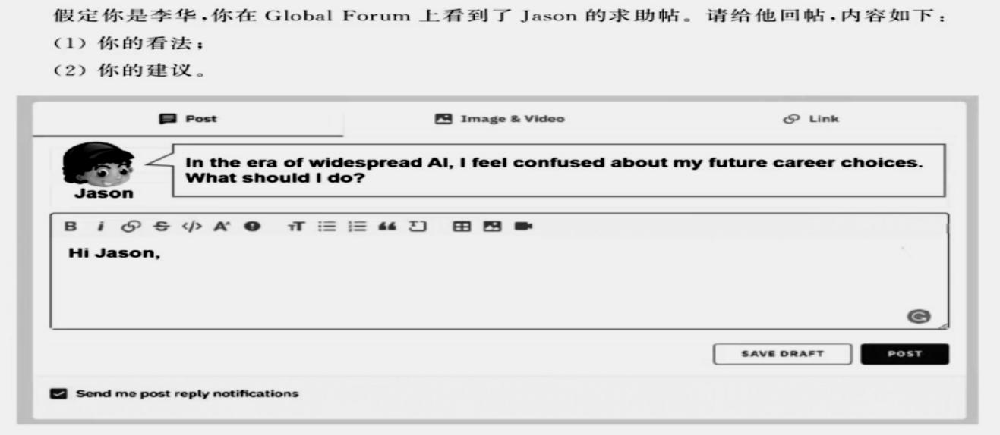 假定你是李华,你在 Global Forum 上看到了 Jason 的求助帖。请给他回帖,内容如下:
(1) 你的看法;
(2) 你的建议。
Post
Image & Video
Link
In the era of widespread AI, I feel confused about my future career choices.
What should I do?
Jason
B i S </> A T
Hi Jason,
SAVE DRAFT
POST
Send me post reply notifications